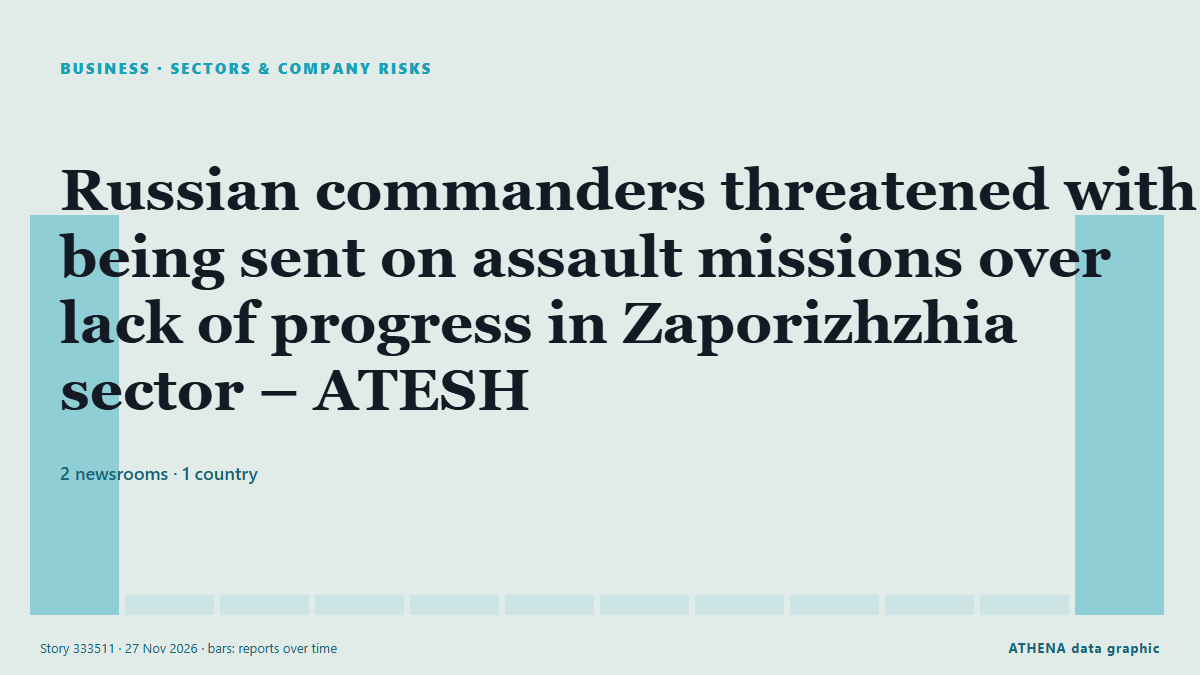 BUSINESS · SECTORS & COMPANY RISKS
Russian commanders threatened with
being sent on assault missions over
lack of progress in Zaporizhzhia
sector – ATESH
2 newsrooms · 1 country
Story 333511 · 27 Nov 2026 · bars: reports over time
ATHENA data graphic